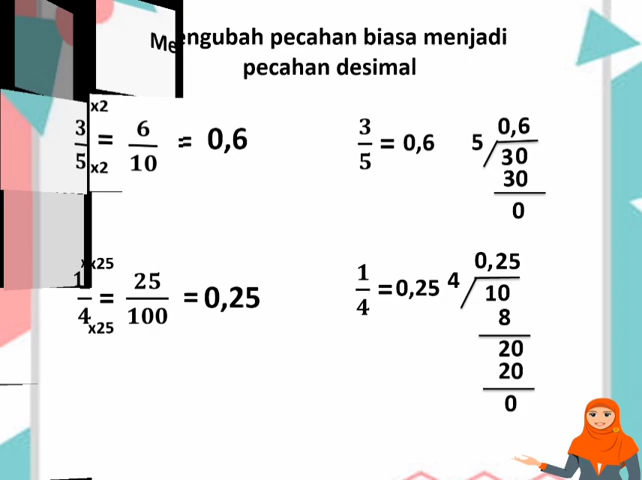 Mengubah pecahan biasa menjadi
pecahan desimal
x2
3/5 = 6/10 = 0,6
x2
3/5 = 0,6
0,6
5 30
30
0
x25
1/4 = 25/100 = 0,25
x25
1/4 = 0,25
0,25
4 10
8
20
20
0